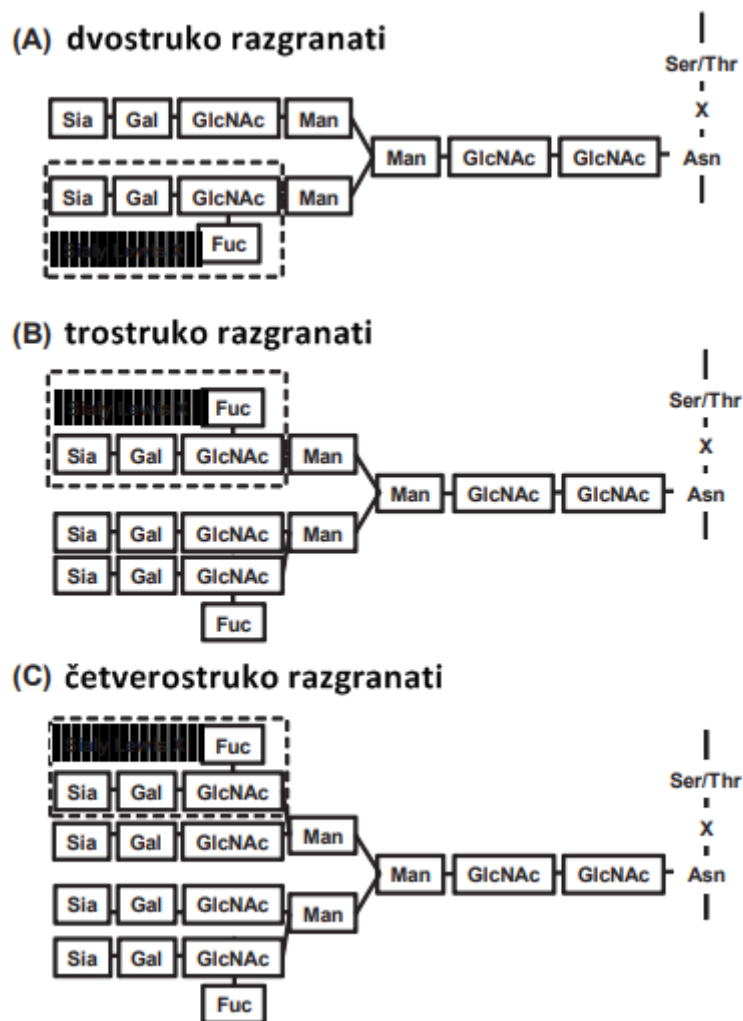 (A) dvostruko razgranati
Ser/Thr
X
Sia Gal GlcNAc Man
Man GlcNAc GlcNAc Asn
Sia Gal GlcNAc Man
Fuc
(B) trostruko razgranati
Fuc
Ser/Thr
X
Sia Gal GlcNAc Man
Man GlcNAc GlcNAc Asn
Sia Gal GlcNAc Man
Sia Gal GlcNAc
Fuc
(C) četverostruko razgranati
Fuc
Ser/Thr
Sia Gal GlcNAc
X
Sia Gal GlcNAc Man
Man GlcNAc GlcNAc Asn
Sia Gal GlcNAc Man
Sia Gal GlcNAc
Fuc